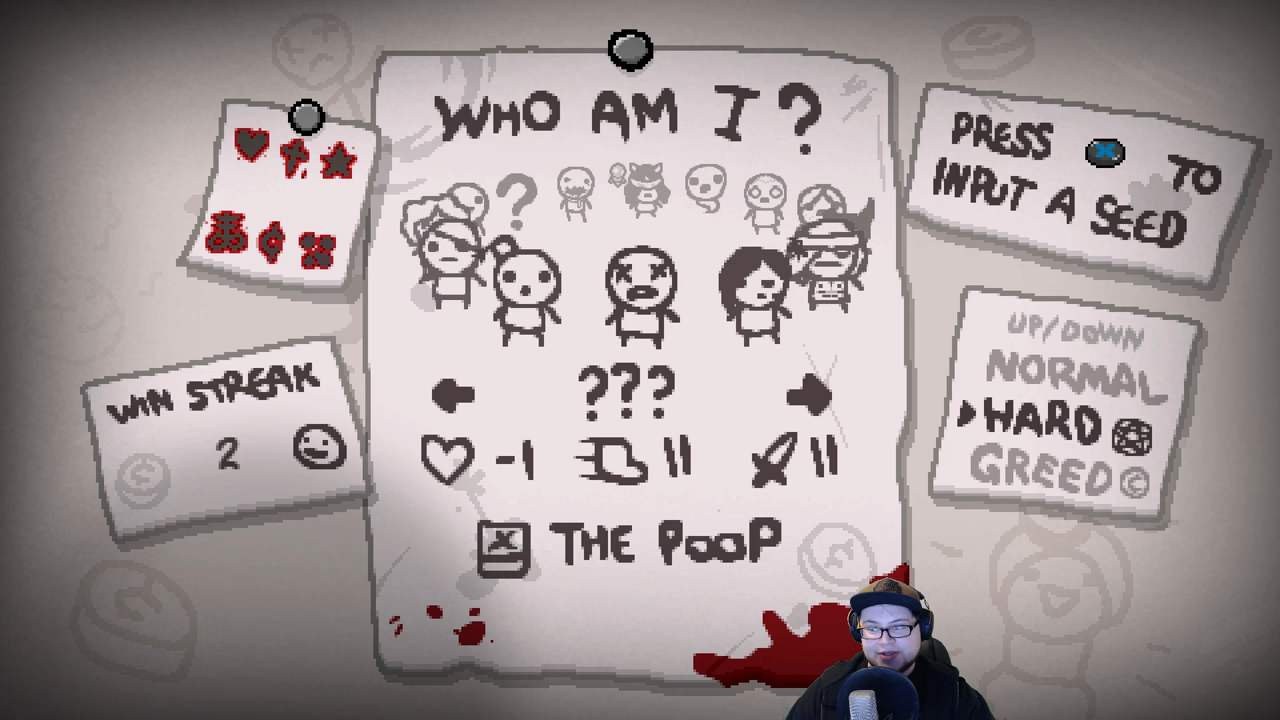 WHO AM I?
?
???
-1
THE POOP
WIN STREAK
2
PRESS X TO
INPUT A SEED
UP/DOWN
NORMAL
HARD
GREED